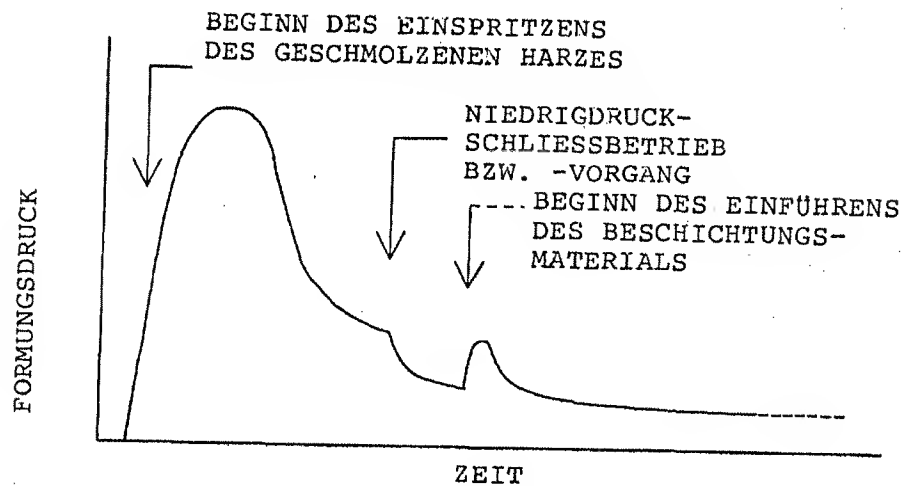 BEGINN DES EINSPRITZENS
DES GESCHMOLZENEN HARZES
NIEDRIGDRUCK-
SCHLIESSBETRIEB
BZW. -VORGANG
BEGINN DES EINFÜHRENS
DES BESCHICHTUNGS-
MATERIALS
FORMUNGSDRUCK
ZEIT